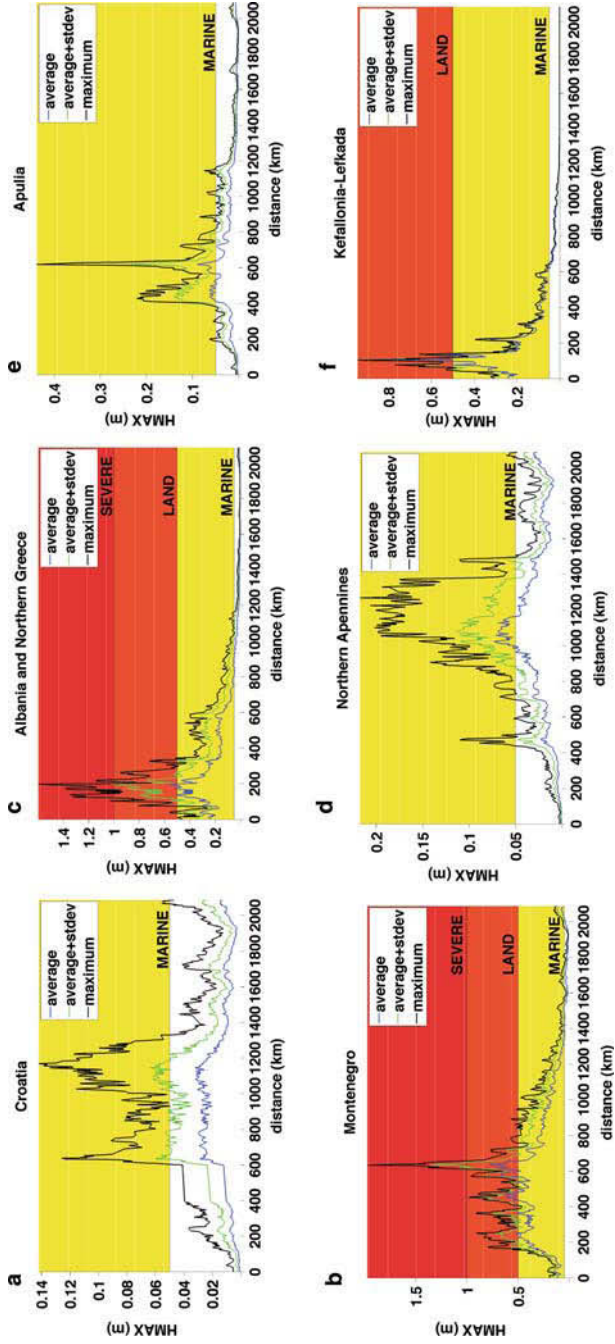 a
Croatia
average
average+stdev
maximum
MARINE
HMAX (m)
0.14
0.12
0.1
0.08
0.06
0.04
0.02
0 200 400 600 800 1000 1200 1400 1600 1800 2000
distance (km)
c
Albania and Northern Greece
average
average+stdev
maximum
SEVERE
LAND
MARINE
HMAX (m)
1.4
1.2
1
0.8
0.6
0.4
0.2
0 200 400 600 800 1000 1200 1400 1600 1800 2000
distance (km)
e
Apulia
average
average+stdev
maximum
MARINE
HMAX (m)
0.4
0.3
0.2
0.1
0 200 400 600 800 1000 1200 1400 1600 1800 2000
distance (km)
b
Montenegro
average
average+stdev
maximum
SEVERE
LAND
MARINE
HMAX (m)
1.5
1
0.5
0 200 400 600 800 1000 1200 1400 1600 1800 2000
distance (km)
d
Northern Apennines
average
average+stdev
maximum
MARINE
HMAX (m)
0.2
0.15
0.1
0.05
0 200 400 600 800 1000 1200 1400 1600 1800 2000
distance (km)
f
Kefallonia-Lefkada
average
average+stdev
maximum
LAND
MARINE
HMAX (m)
0.8
0.6
0.4
0.2
0 200 400 600 800 1000 1200 1400 1600 1800 2000
distance (km)